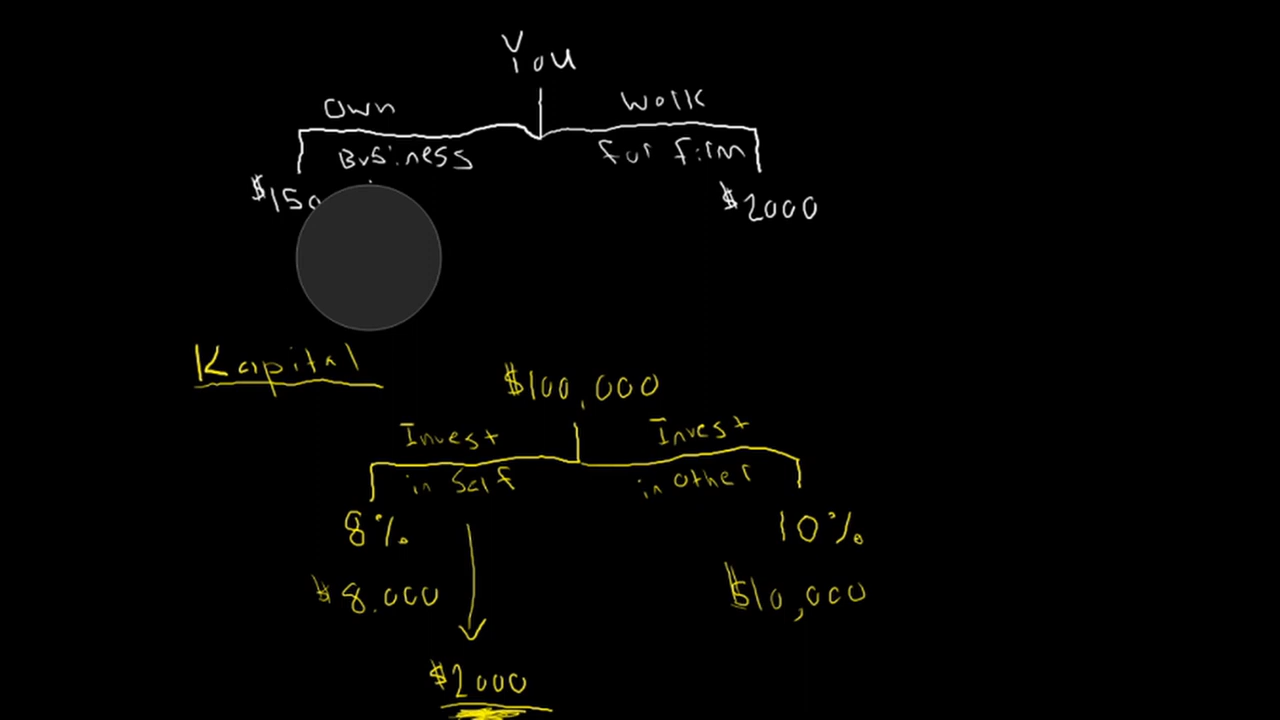 You
Own Work
Business for firm
$150
$2000
Kapital
$100,000
Invest Invest
in Self in other
8% 10%
$8.000 $10,000
$2000